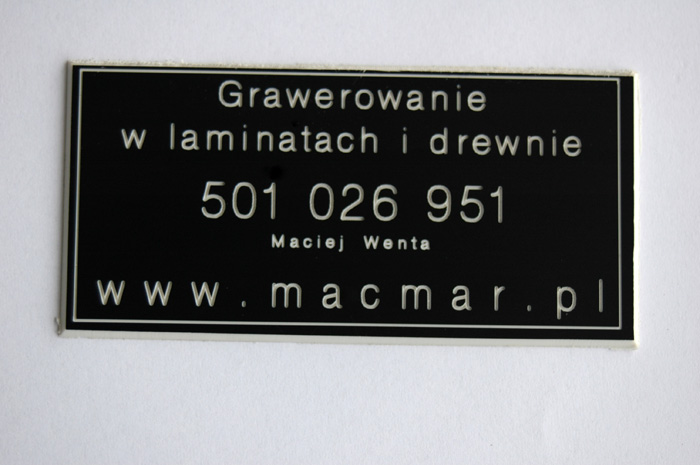 Grawerowanie
w laminatach i drewnie
501 026 951
Maciej Wenta
www.macmar.pl